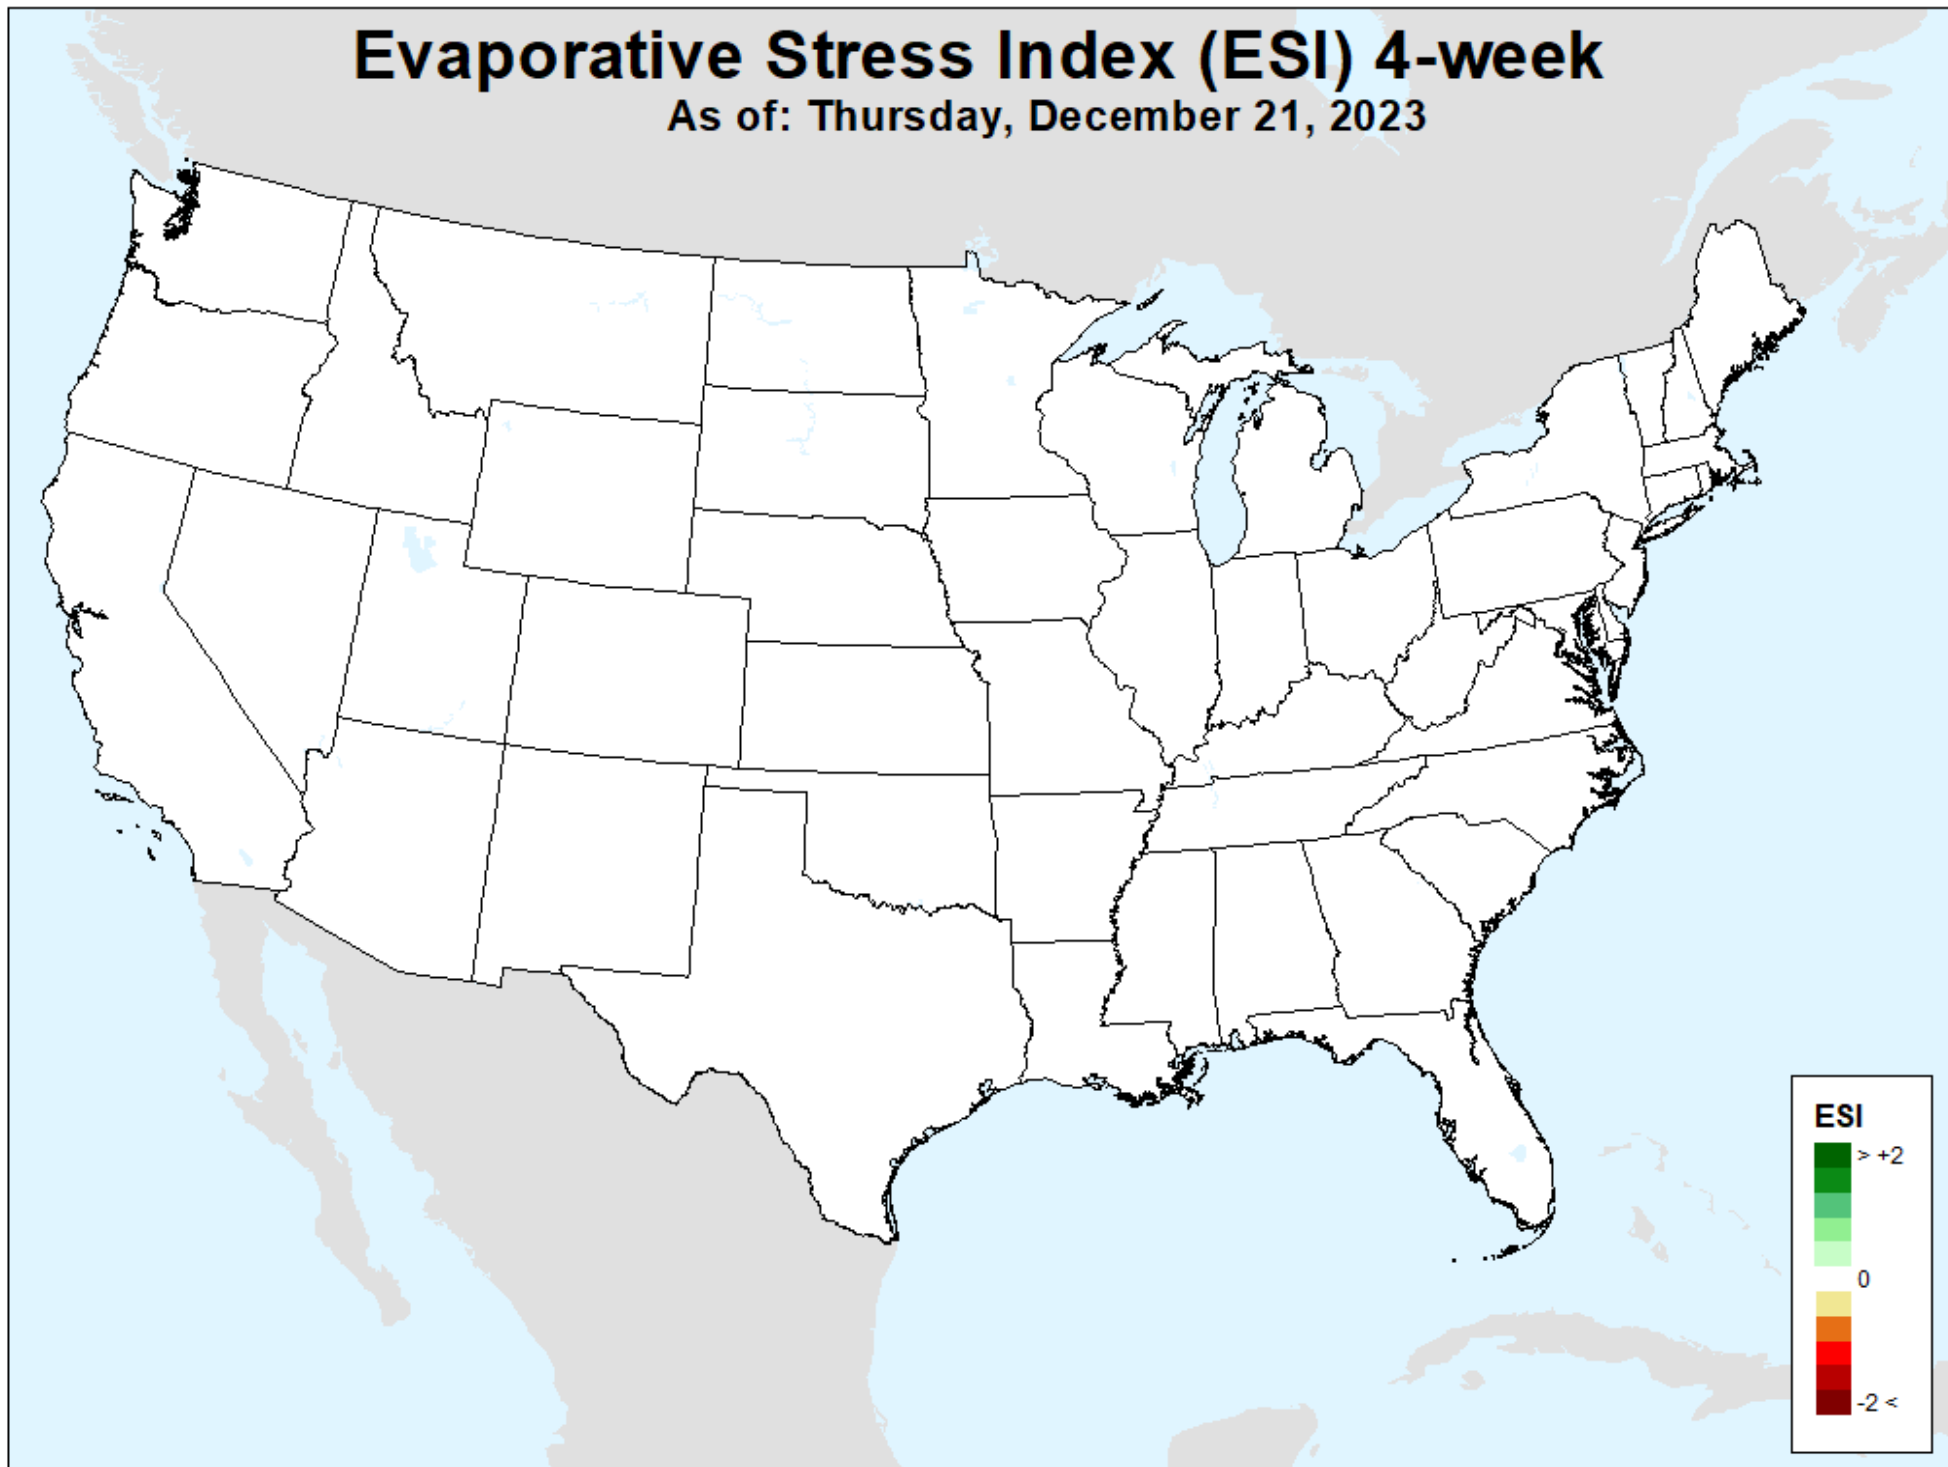 Evaporative Stress Index (ESI) 4-week
As of: Thursday, December 21, 2023
ESI
> +2
0
-2 <